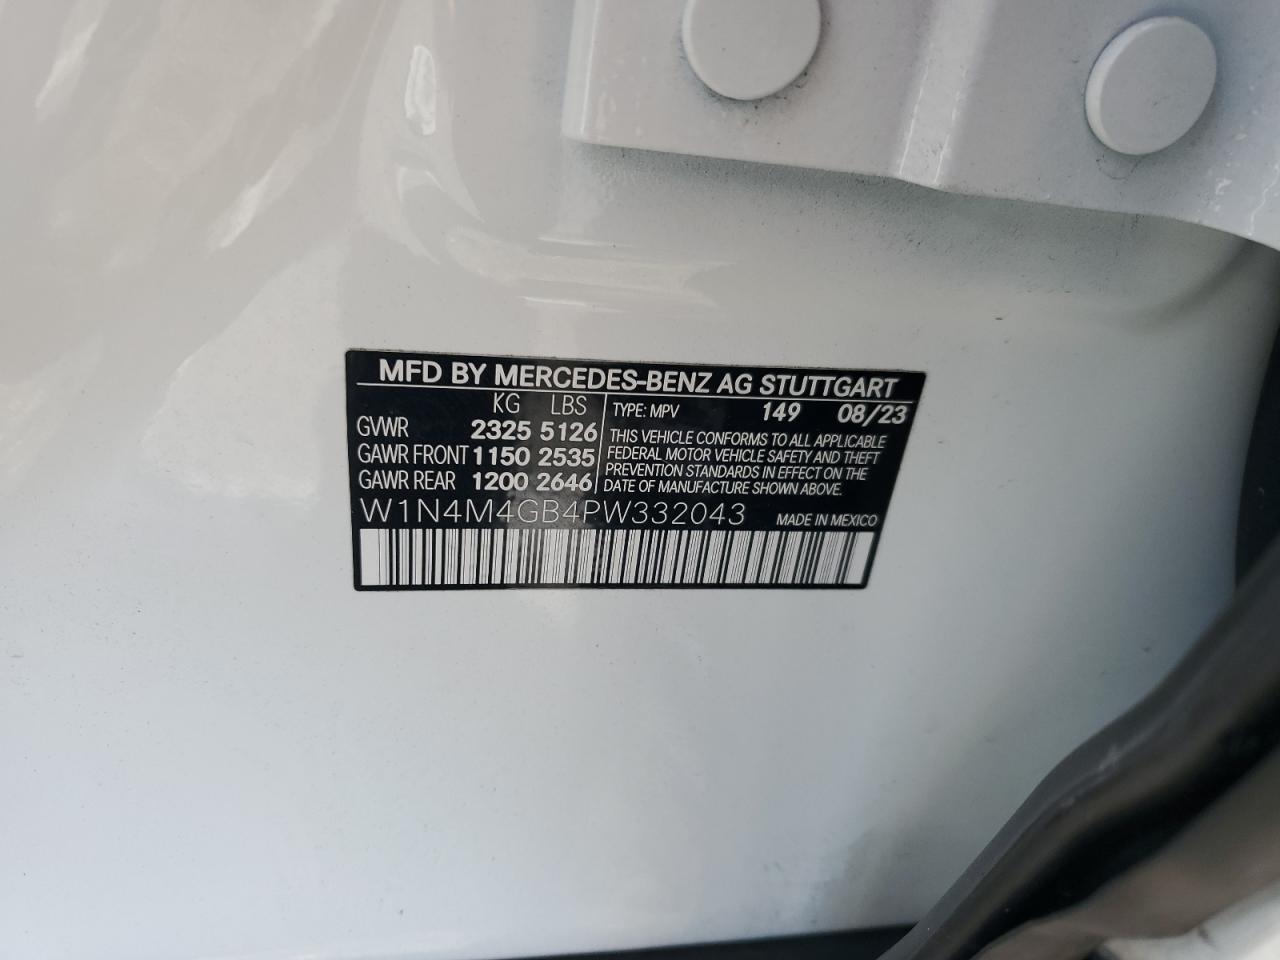 MFD BY MERCEDES-BENZ AG STUTTGART
KG LBS
GVWR 2325 5126
GAWR FRONT 1150 2535
GAWR REAR 1200 2646
TYPE: MPV 149 08/23
THIS VEHICLE CONFORMS TO ALL APPLICABLE
FEDERAL MOTOR VEHICLE SAFETY AND THEFT
PREVENTION STANDARDS IN EFFECT ON THE
DATE OF MANUFACTURE SHOWN ABOVE.
W1N4M4GB4PW332043 MADE IN MEXICO